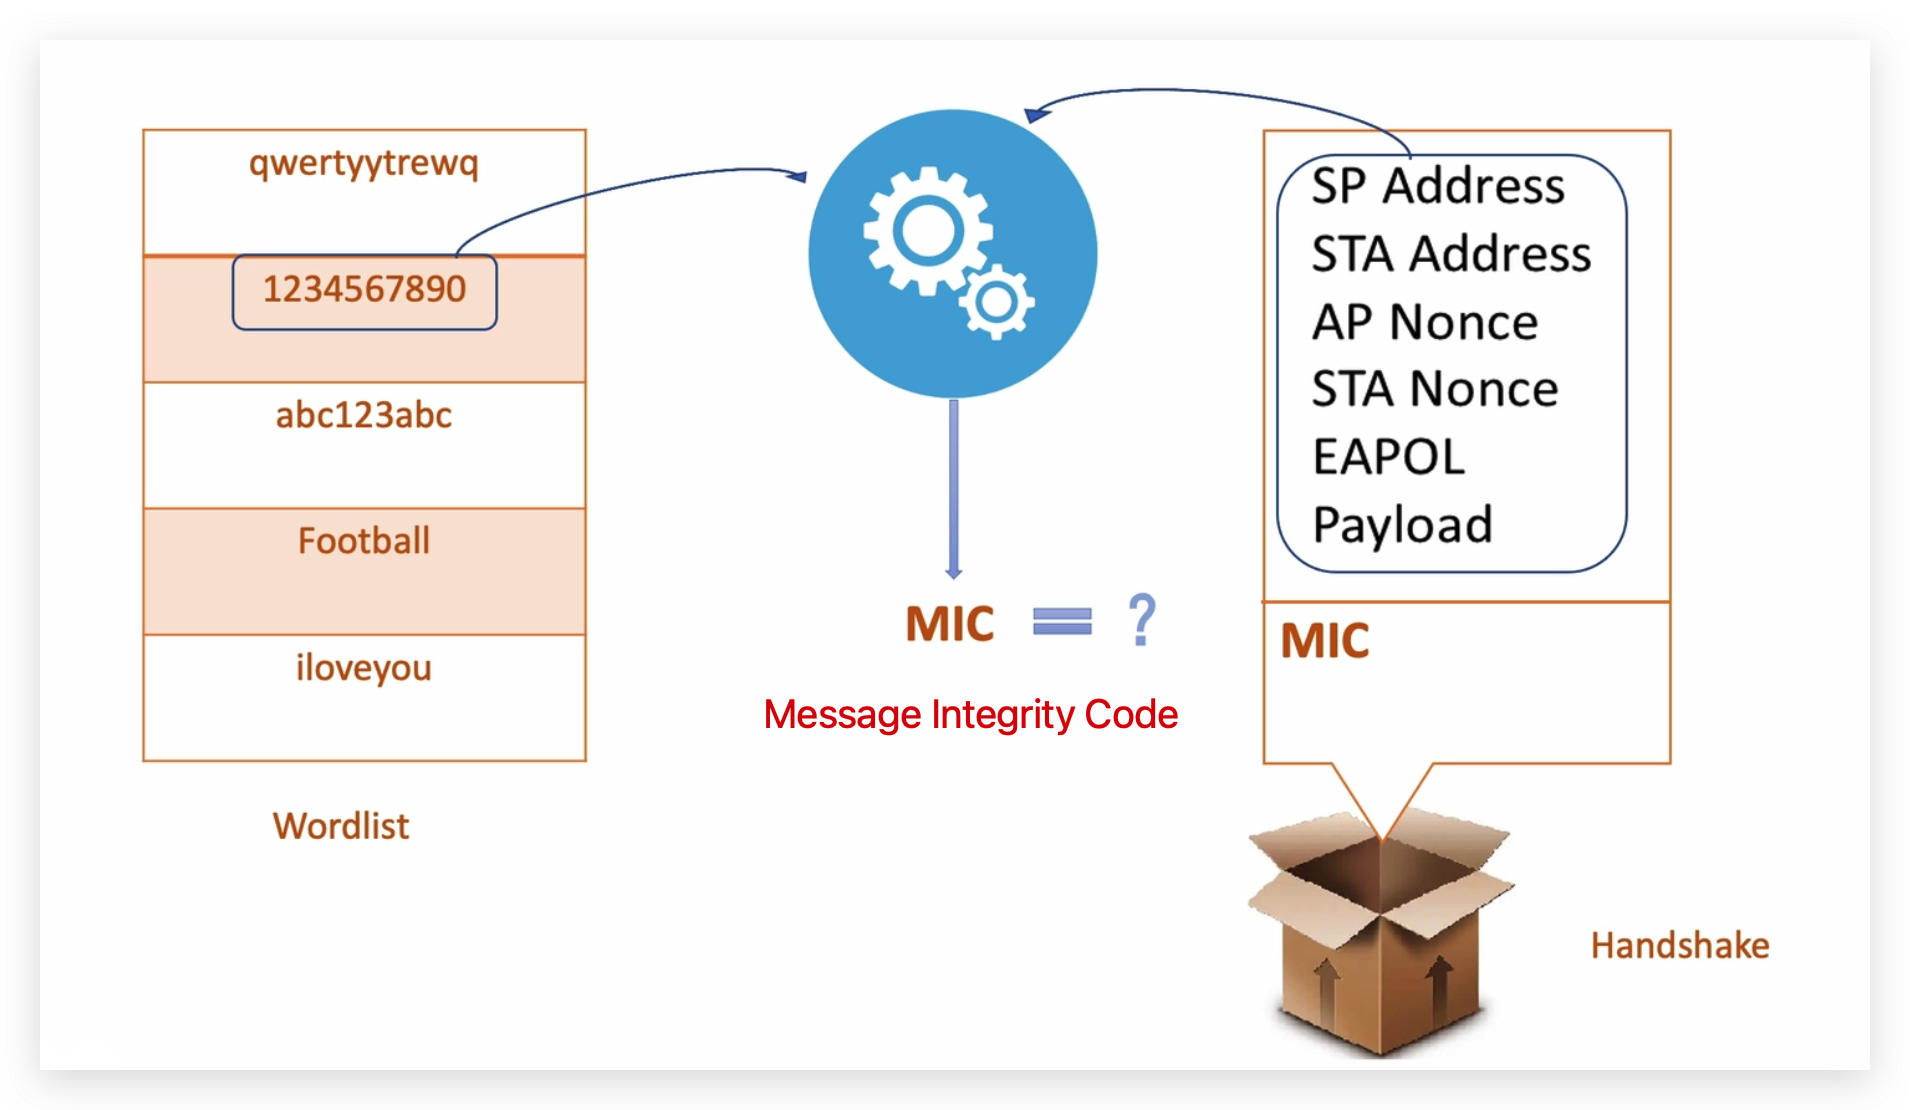 qwertyytrewq
1234567890
abc123abc
Football
iloveyou
Wordlist
MIC = ?
Message Integrity Code
SP Address
STA Address
AP Nonce
STA Nonce
EAPOL
Payload
MIC
Handshake